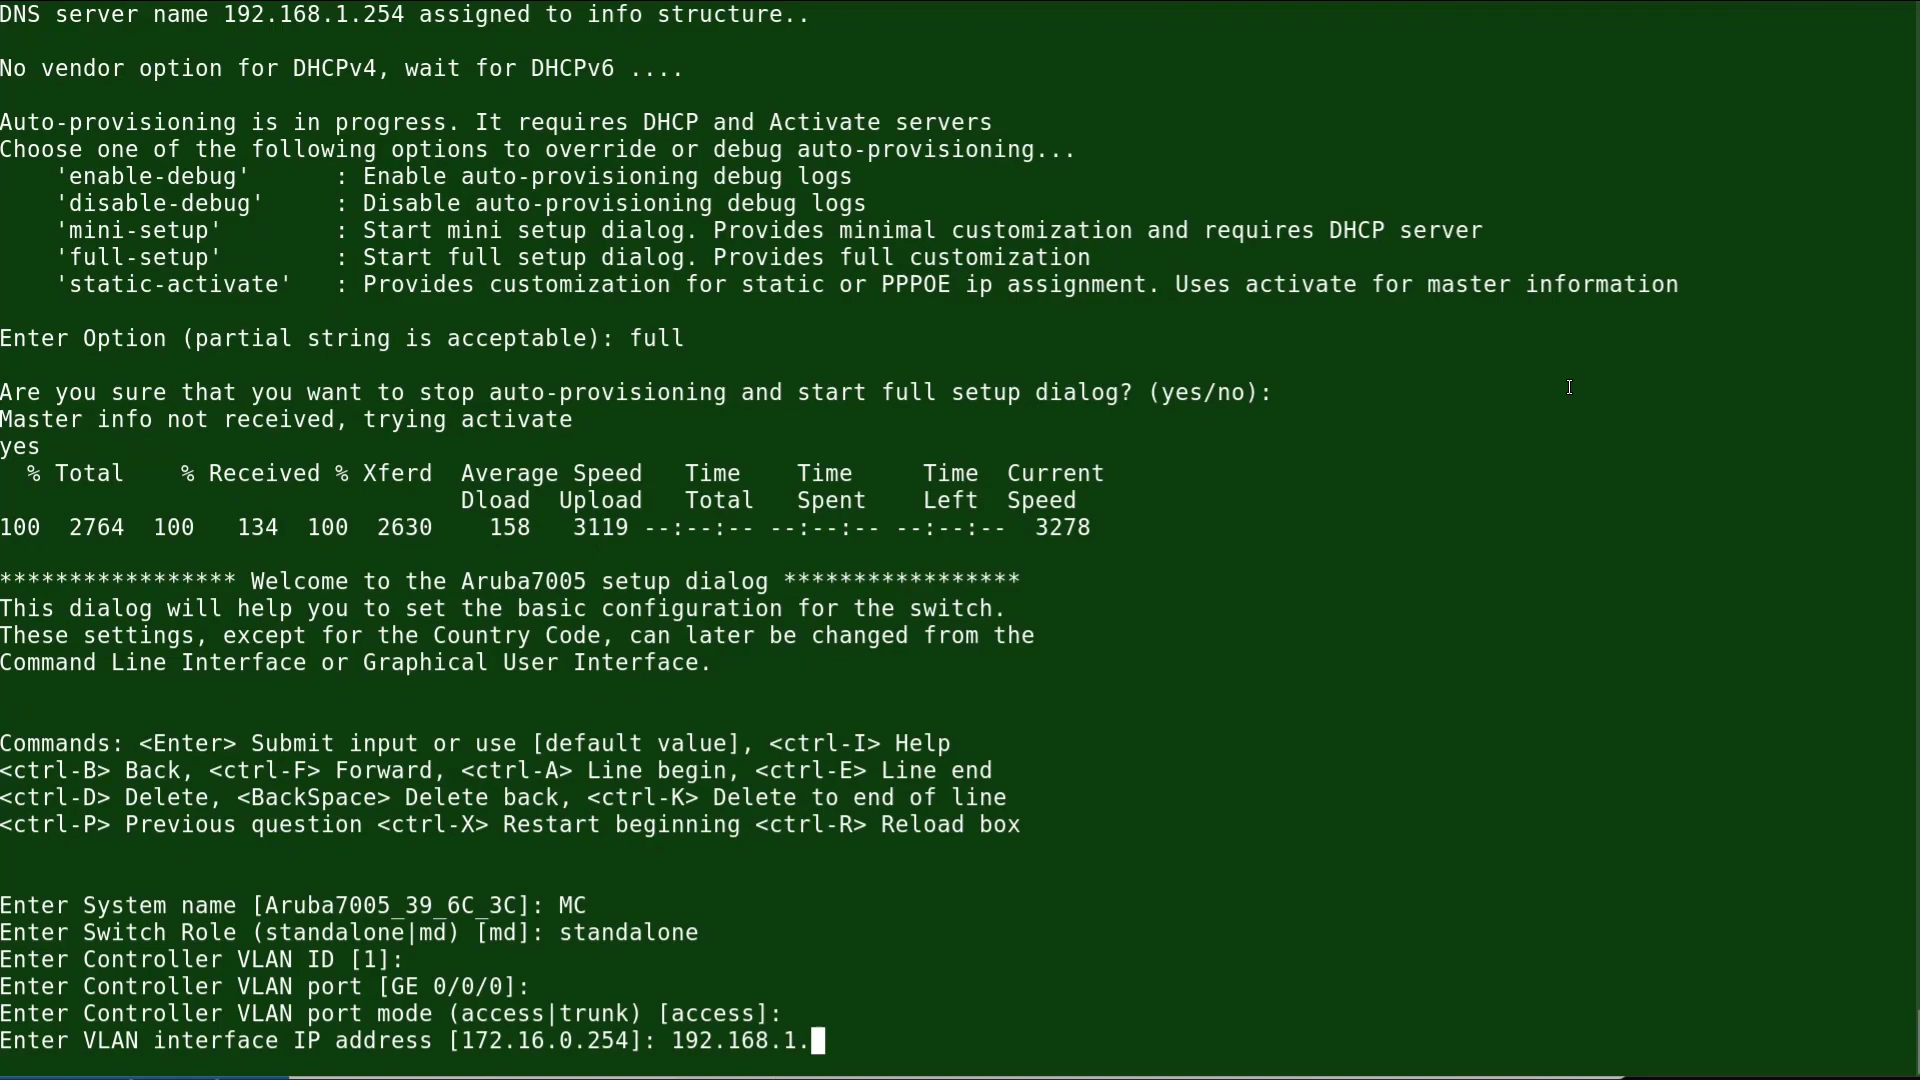 DNS server name 192.168.1.254 assigned to info structure..
No vendor option for DHCPv4, wait for DHCPv6 ....
Auto-provisioning is in progress. It requires DHCP and Activate servers
Choose one of the following options to override or debug auto-provisioning...
    'enable-debug'      : Enable auto-provisioning debug logs
    'disable-debug'     : Disable auto-provisioning debug logs
    'mini-setup'        : Start mini setup dialog. Provides minimal customization and requires DHCP server
    'full-setup'        : Start full setup dialog. Provides full customization
    'static-activate'   : Provides customization for static or PPPOE ip assignment. Uses activate for master information
Enter Option (partial string is acceptable): full
Are you sure that you want to stop auto-provisioning and start full setup dialog? (yes/no):
Master info not received, trying activate
yes
  % Total    % Received % Xferd  Average Speed   Time    Time     Time  Current
                                 Dload  Upload   Total   Spent    Left  Speed
100  2764  100   134  100  2630    158   3119 --:--:-- --:--:-- --:--:--  3278
***************** Welcome to the Aruba7005 setup dialog *****************
This dialog will help you to set the basic configuration for the switch.
These settings, except for the Country Code, can later be changed from the
Command Line Interface or Graphical User Interface.
Commands: <Enter> Submit input or use [default value], <ctrl-I> Help
<ctrl-B> Back, <ctrl-F> Forward, <ctrl-A> Line begin, <ctrl-E> Line end
<ctrl-D> Delete, <BackSpace> Delete back, <ctrl-K> Delete to end of line
<ctrl-P> Previous question <ctrl-X> Restart beginning <ctrl-R> Reload box
Enter System name [Aruba7005_39_6C_3C]: MC
Enter Switch Role (standalone|md) [md]: standalone
Enter Controller VLAN ID [1]:
Enter Controller VLAN port [GE 0/0/0]:
Enter Controller VLAN port mode (access|trunk) [access]:
Enter VLAN interface IP address [172.16.0.254]: 192.168.1.